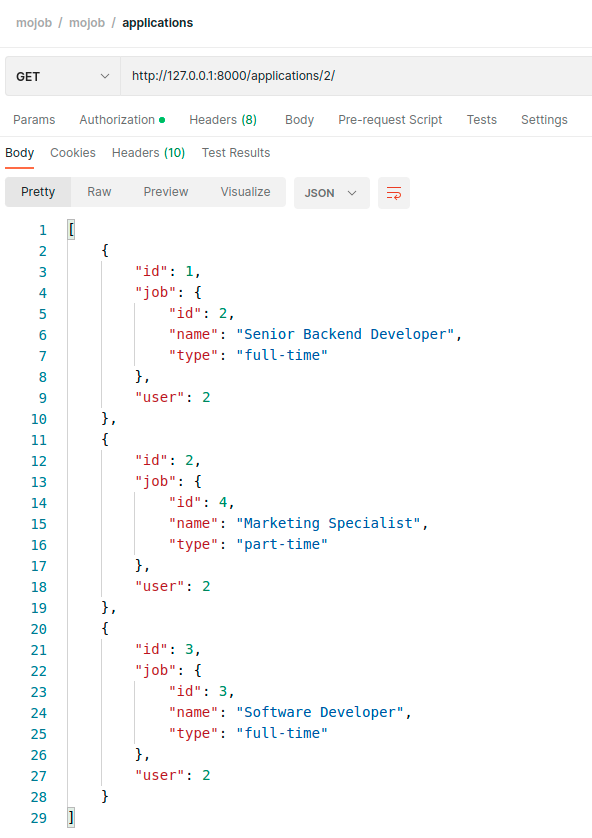 mojob / mojob / applications
GET http://127.0.0.1:8000/applications/2/
Params Authorization Headers (8) Body Pre-request Script Tests Settings
Body Cookies Headers (10) Test Results
Pretty Raw Preview Visualize JSON
1 [
2     {
3         "id": 1,
4         "job": {
5             "id": 2,
6             "name": "Senior Backend Developer",
7             "type": "full-time"
8         },
9         "user": 2
10     },
11     {
12         "id": 2,
13         "job": {
14             "id": 4,
15             "name": "Marketing Specialist",
16             "type": "part-time"
17         },
18         "user": 2
19     },
20     {
21         "id": 3,
22         "job": {
23             "id": 3,
24             "name": "Software Developer",
25             "type": "full-time"
26         },
27         "user": 2
28     }
29 ]